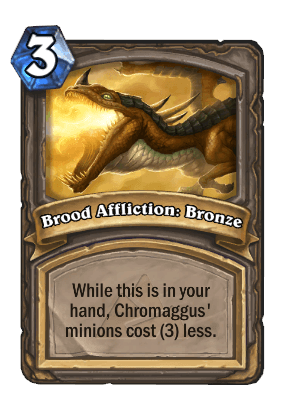 3
Brood Affliction: Bronze
While this is in your
hand, Chromaggus'
minions cost (3) less.